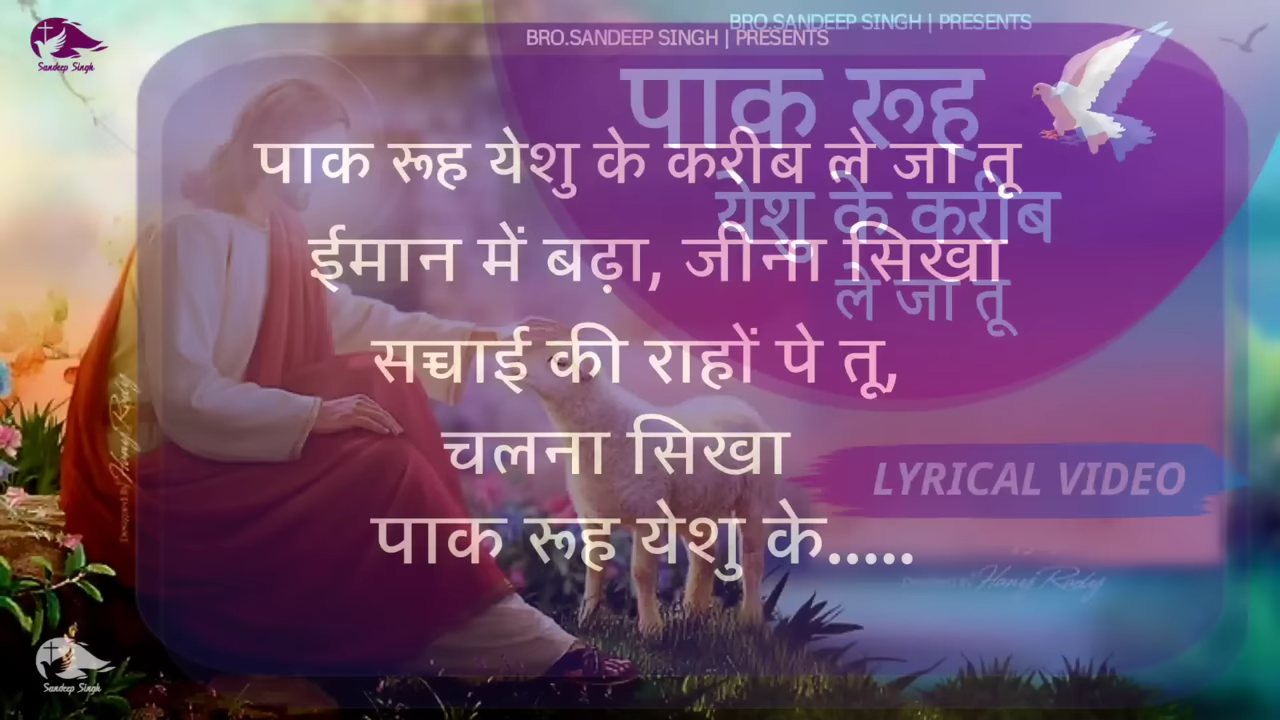 BRO.SANDEEP SINGH | PRESENTS
BRO.SANDEEP SINGH | PRESENTS
Sandeep Singh
पाक रूह
येशु के करीब
ले जा तू
पाक रूह येशु के करीब ले जा तू
ईमान में बढ़ा, जीना सिखा
सच्चाई की राहों पे तू,
चलना सिखा
पाक रूह येशु के.....
LYRICAL VIDEO
Sandeep Singh